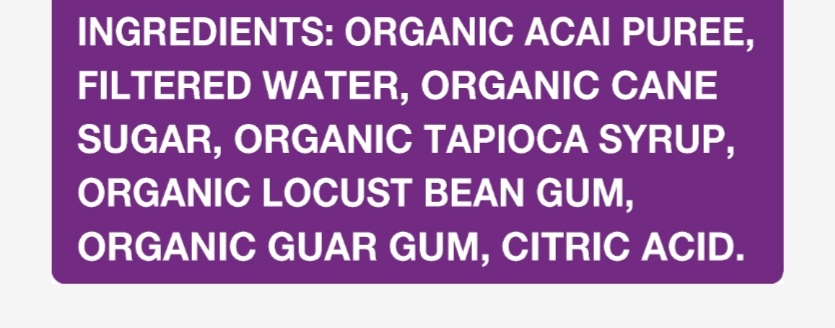 INGREDIENTS: ORGANIC ACAI PUREE,
FILTERED WATER, ORGANIC CANE
SUGAR, ORGANIC TAPIOCA SYRUP,
ORGANIC LOCUST BEAN GUM,
ORGANIC GUAR GUM, CITRIC ACID.